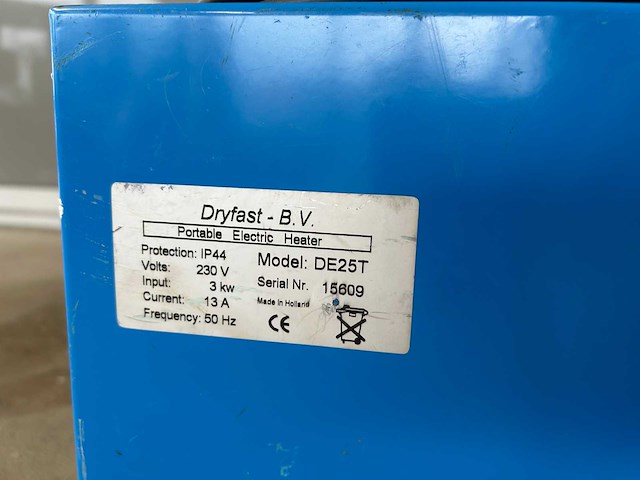 Dryfast - B.V.
Portable Electric Heater
Protection: IP44
Volts: 230 V
Input: 3 kw
Current: 13 A
Frequency: 50 Hz
Model: DE25T
Serial Nr. 15609
Made in Holland
CE